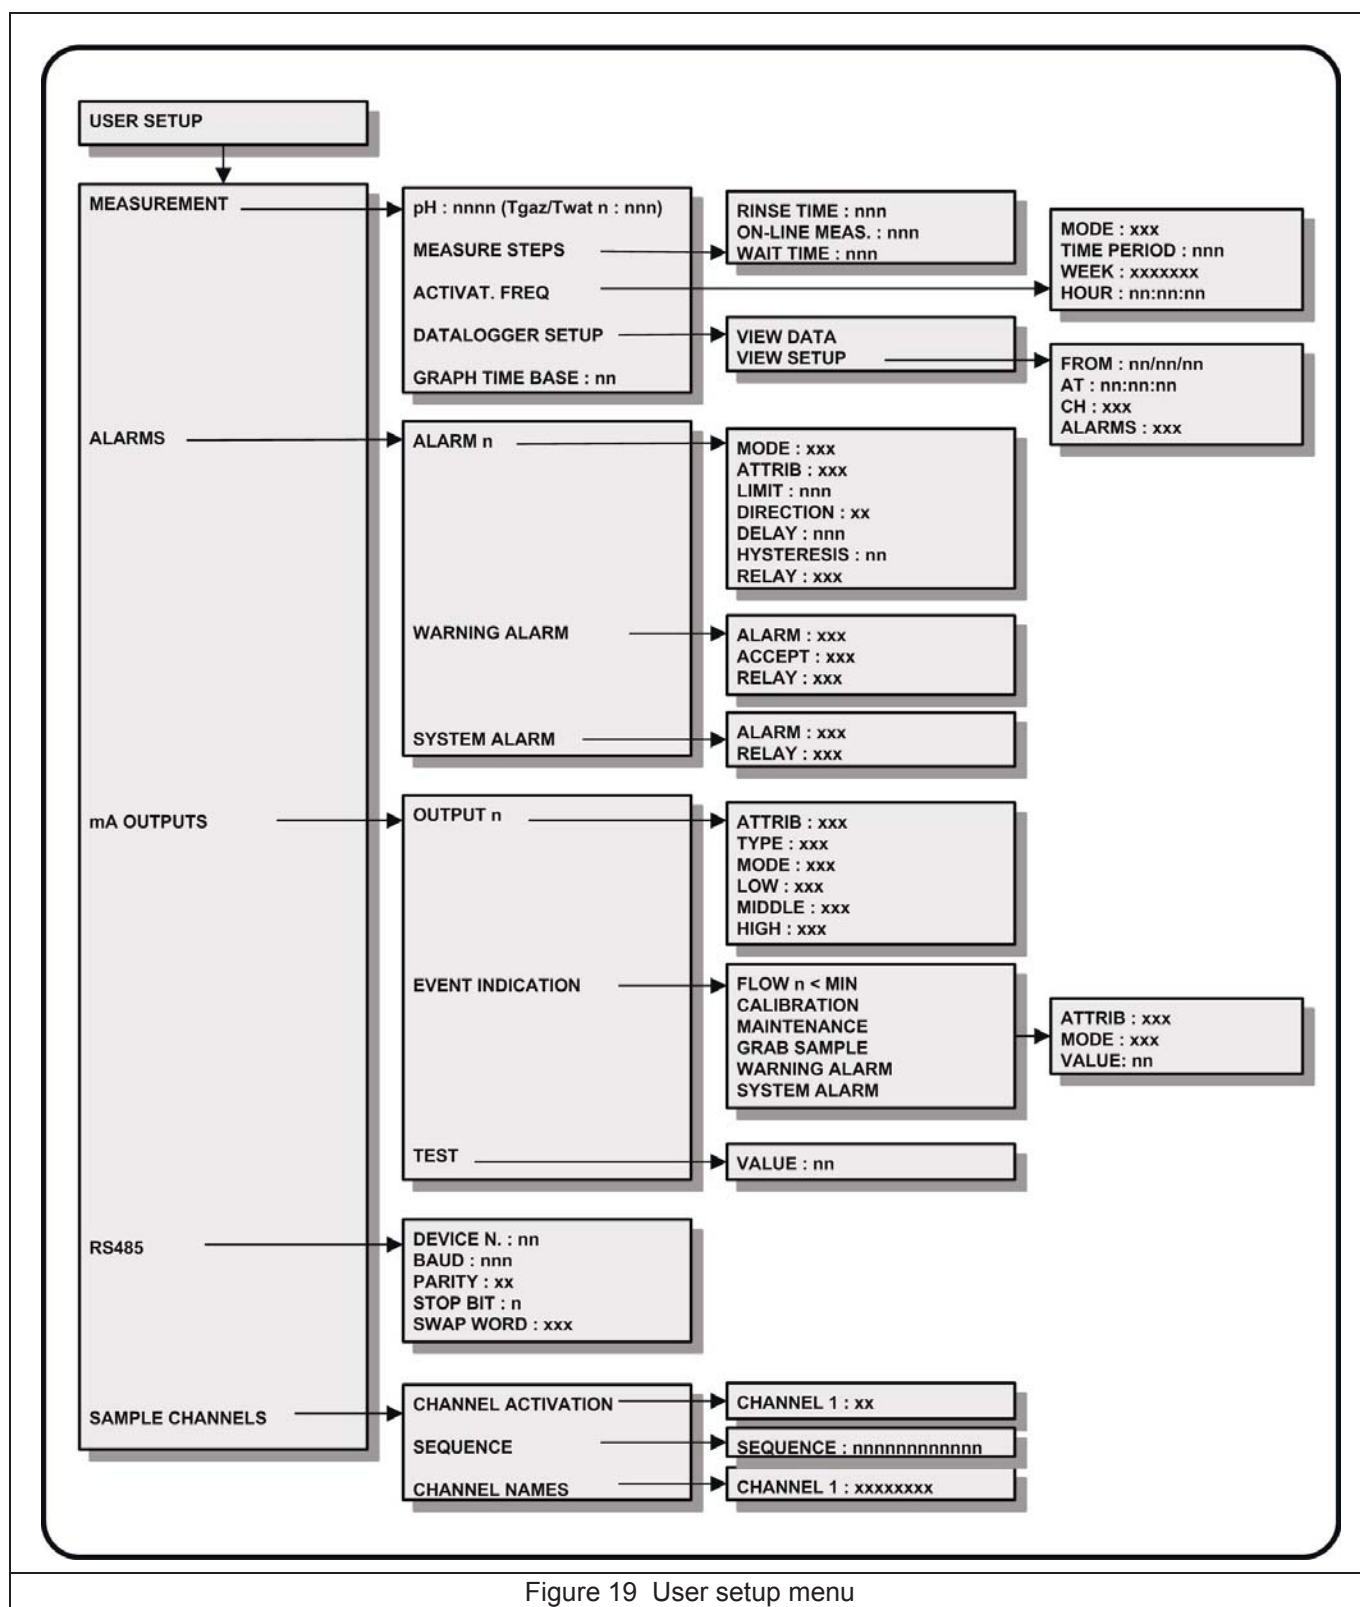 USER SETUP
MEASUREMENT
pH : nnnn (Tgaz/Twat n : nnn)
MEASURE STEPS
ACTIVAT. FREQ
DATALOGGER SETUP
GRAPH TIME BASE : nn
RINSE TIME : nnn
ON-LINE MEAS. : nnn
WAIT TIME : nnn
MODE : xxx
TIME PERIOD : nnn
WEEK : xxxxxxx
HOUR : nn:nn:nn
VIEW DATA
VIEW SETUP
FROM : nn/nn/nn
AT : nn:nn:nn
CH : xxx
ALARMS : xxx
ALARMS
ALARM n
MODE : xxx
ATTRIB : xxx
LIMIT : nnn
DIRECTION : xx
DELAY : nnn
HYSTERESIS : nn
RELAY : xxx
WARNING ALARM
ALARM : xxx
ACCEPT : xxx
RELAY : xxx
SYSTEM ALARM
ALARM : xxx
RELAY : xxx
mA OUTPUTS
OUTPUT n
ATTRIB : xxx
TYPE : xxx
MODE : xxx
LOW : xxx
MIDDLE : xxx
HIGH : xxx
EVENT INDICATION
FLOW n < MIN
CALIBRATION
MAINTENANCE
GRAB SAMPLE
WARNING ALARM
SYSTEM ALARM
ATTRIB : xxx
MODE : xxx
VALUE: nn
TEST
VALUE : nn
RS485
DEVICE N. : nn
BAUD : nnn
PARITY : xx
STOP BIT : n
SWAP WORD : xxx
SAMPLE CHANNELS
CHANNEL ACTIVATION
CHANNEL 1 : xx
SEQUENCE
SEQUENCE : nnnnnnnnnnnn
CHANNEL NAMES
CHANNEL 1 : xxxxxxxx
Figure 19 User setup menu